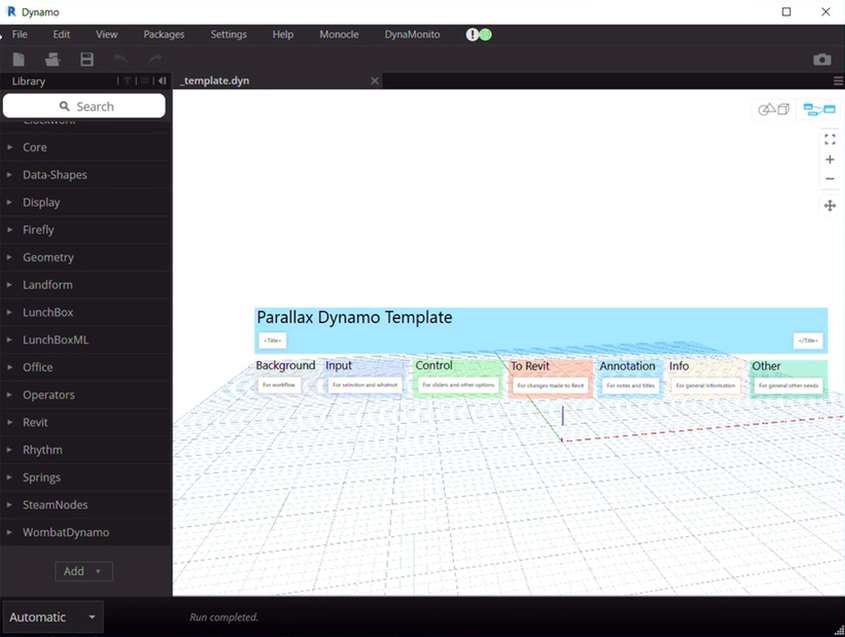 R Dynamo
File Edit View Packages Settings Help Monocle DynaMonito !
Library
_template.dyn
Search
Clockwork
Core
Data-Shapes
Display
Firefly
Geometry
Landform
LunchBox
LunchBoxML
Office
Operators
Revit
Rhythm
Springs
SteamNodes
WombatDynamo
Add
Parallax Dynamo Template
<Title>
</Title>
Background Input Control To Revit Annotation Info Other
For workflow For selection and whatnot For sliders and other options For changes made to Revit For notes and titles For general information For general other needs
Automatic
Run completed.